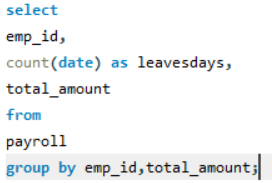 select
emp_id,
count(date) as leavesdays,
total_amount
from
payroll
group by emp_id,total_amount;